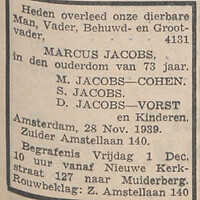 Heden overleed onze dierbare
Man, Vader, Behuwd- en Groot-
vader, 4131
MARCUS JACOBS,
in den ouderdom van 73 jaar.
M. JACOBS—COHEN.
S. JACOBS.
D. JACOBS—VORST
en Kinderen.
Amsterdam, 28 Nov. 1939.
Zuider Amstellaan 140.
Begrafenis Vrijdag 1 Dec.
10 uur vanaf Nieuwe Kerk-
straat 127 naar Muiderberg.
Rouwbeklag: Z. Amstellaan 140